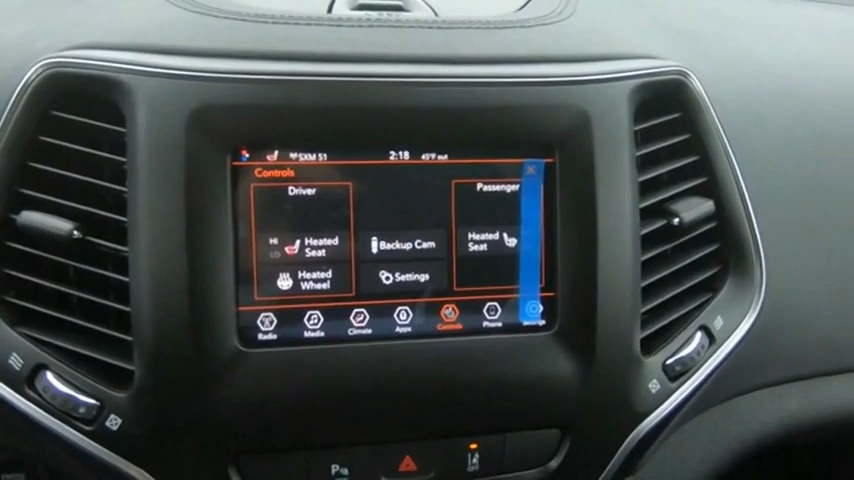 SXM 51 2:18 45°F out
Controls
Driver
Passenger
HI
LO
Heated
Seat
Backup Cam
Heated
Seat
Heated
Wheel
Settings
Radio
Media
Climate
Apps
Controls
Phone
P